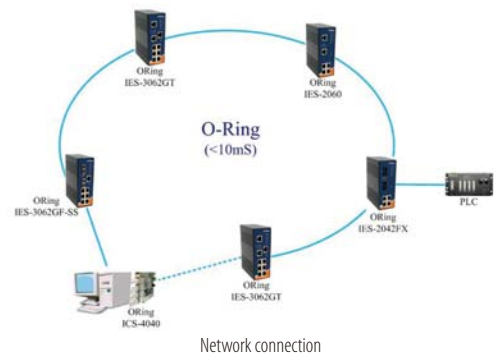 ORing
IES-3062GT
ORing
IES-2060
O-Ring
(<10mS)
ORing
IES-3062GF-SS
ORing
IES-2042FX
PLC
ORing
IES-3062GT
ORing
ICS-4040
Network connection